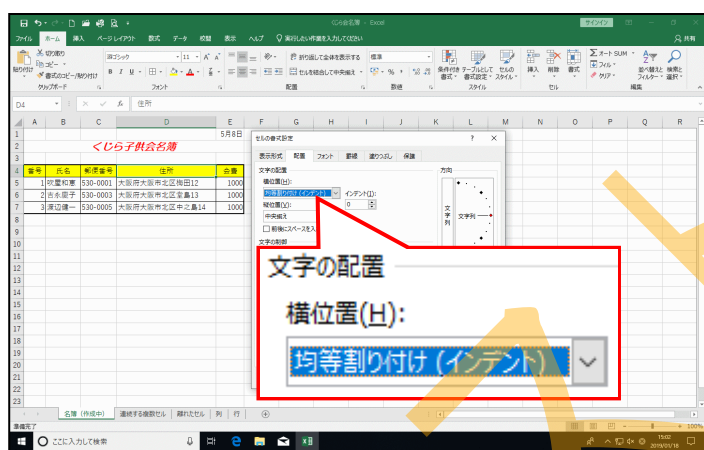 くじら会名簿 - Excel
サインイン
ファイル ホーム 挿入 ページレイアウト 数式 データ 校閲 表示 ヘルプ 実行したい作業を入力してください 共有
貼り付け
切り取り
コピー
書式のコピー/貼り付け
クリップボード
游ゴシック 11
B I U
フォント
折り返して全体を表示する
セルを結合して中央揃え
配置
標準
数値
条件付き書式
テーブルとして書式設定
セルのスタイル
スタイル
挿入 削除 書式
セル
オート SUM
フィル
クリア
並べ替えとフィルター
検索と選択
編集
D4 住所
A B C D E F G H I J K L M N O P Q R
5月8日
くじら子供会名簿
番号 氏名 郵便番号 住所 会費
1 吹屋和恵 530-0001 大阪府大阪市北区梅田12 1000
2 吉永慶子 530-0003 大阪府大阪市北区堂島13 1000
3 渡辺健一 530-0005 大阪府大阪市北区中之島14 1000
セルの書式設定 ? ×
表示形式 配置 フォント 罫線 塗りつぶし 保護
文字の配置
横位置(H):
均等割り付け (インデント) インデント(I):
縦位置(V): 0
中央揃え
前後にスペースを入
文字の制御
方向
文字列
文字列
文字の配置
横位置(H):
均等割り付け (インデント)
名簿 (作成中) 連続する複数セル 離れたセル 列 行
準備完了
100%
ここに入力して検索
15:02
2019/01/18